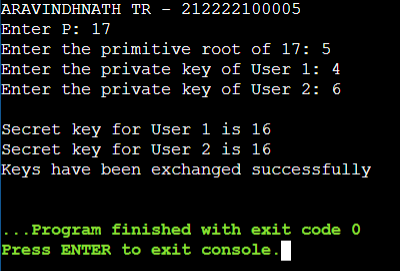 ARAVINDHNATH TR - 212222100005
Enter P: 17
Enter the primitive root of 17: 5
Enter the private key of User 1: 4
Enter the private key of User 2: 6
Secret key for User 1 is 16
Secret key for User 2 is 16
Keys have been exchanged successfully
...Program finished with exit code 0
Press ENTER to exit console.